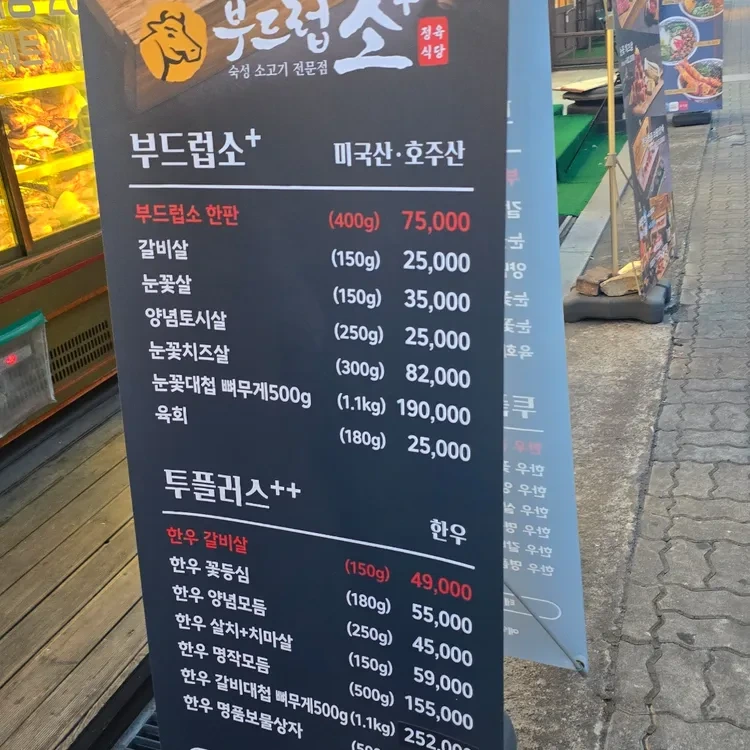 부드럽소+
정육
식당
숙성 소고기 전문점
부드럽소+ 미국산·호주산
부드럽소 한판 (400g) 75,000
갈비살 (150g) 25,000
눈꽃살 (150g) 35,000
양념토시살 (250g) 25,000
눈꽃치즈살 (300g) 82,000
눈꽃대첩 뼈무게500g (1.1kg) 190,000
육회 (180g) 25,000
투플러스++ 한우
한우 갈비살 (150g) 49,000
한우 꽃등심 (180g) 55,000
한우 양념모듬 (250g) 45,000
한우 살치+치마살 (150g) 59,000
한우 명작모듬 (500g) 155,000
한우 갈비대첩 뼈무게500g (1.1kg) 252,000
한우 명품보물상자